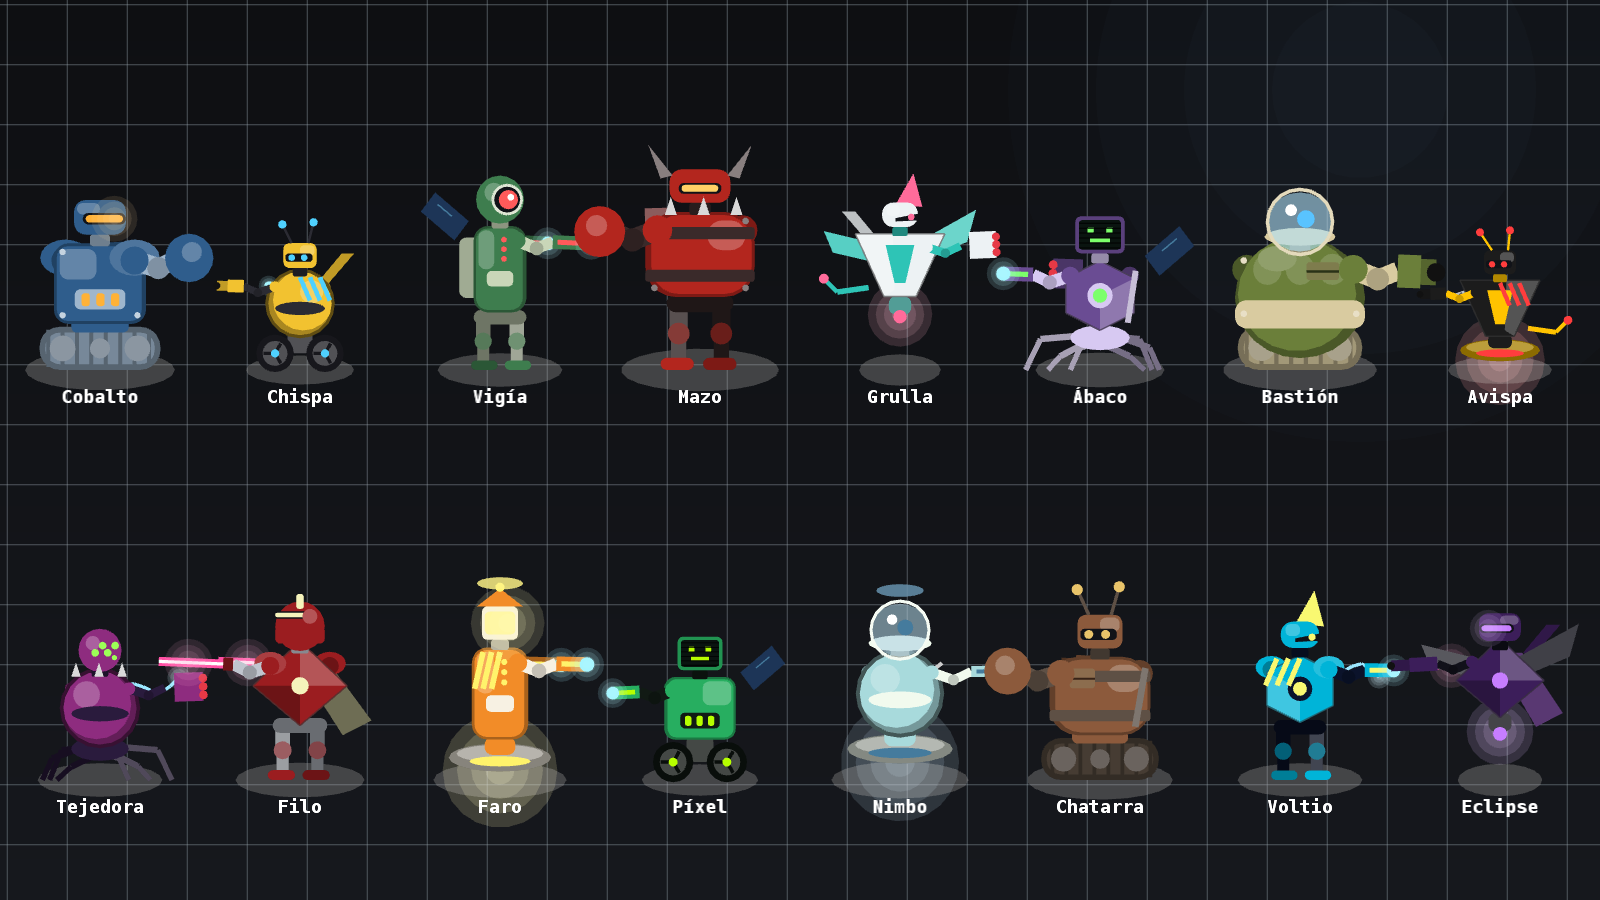 Cobalto
Chispa
Vigía
Mazo
Grulla
Ábaco
Bastión
Avispa
Tejedora
Filo
Faro
Píxel
Nimbo
Chatarra
Voltio
Eclipse